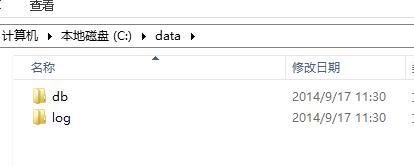 查看
计算机 ▸ 本地磁盘 (C:) ▸ data ▸
名称 修改日期
db 2014/9/17 11:30
log 2014/9/17 11:30